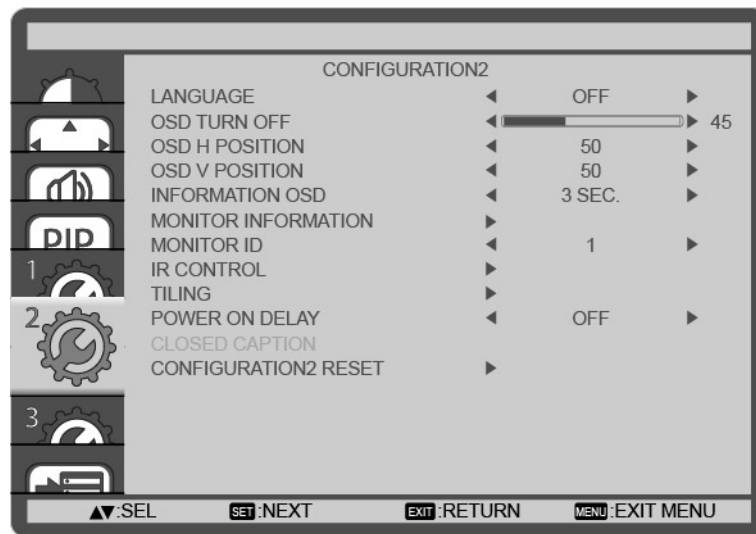 CONFIGURATION2
LANGUAGE OFF
OSD TURN OFF 45
OSD H POSITION 50
OSD V POSITION 50
INFORMATION OSD 3 SEC.
MONITOR INFORMATION
PIP
MONITOR ID 1
1
IR CONTROL
TILING
2
POWER ON DELAY OFF
CLOSED CAPTION
CONFIGURATION2 RESET
3
:SEL SET:NEXT EXIT:RETURN MENU:EXIT MENU